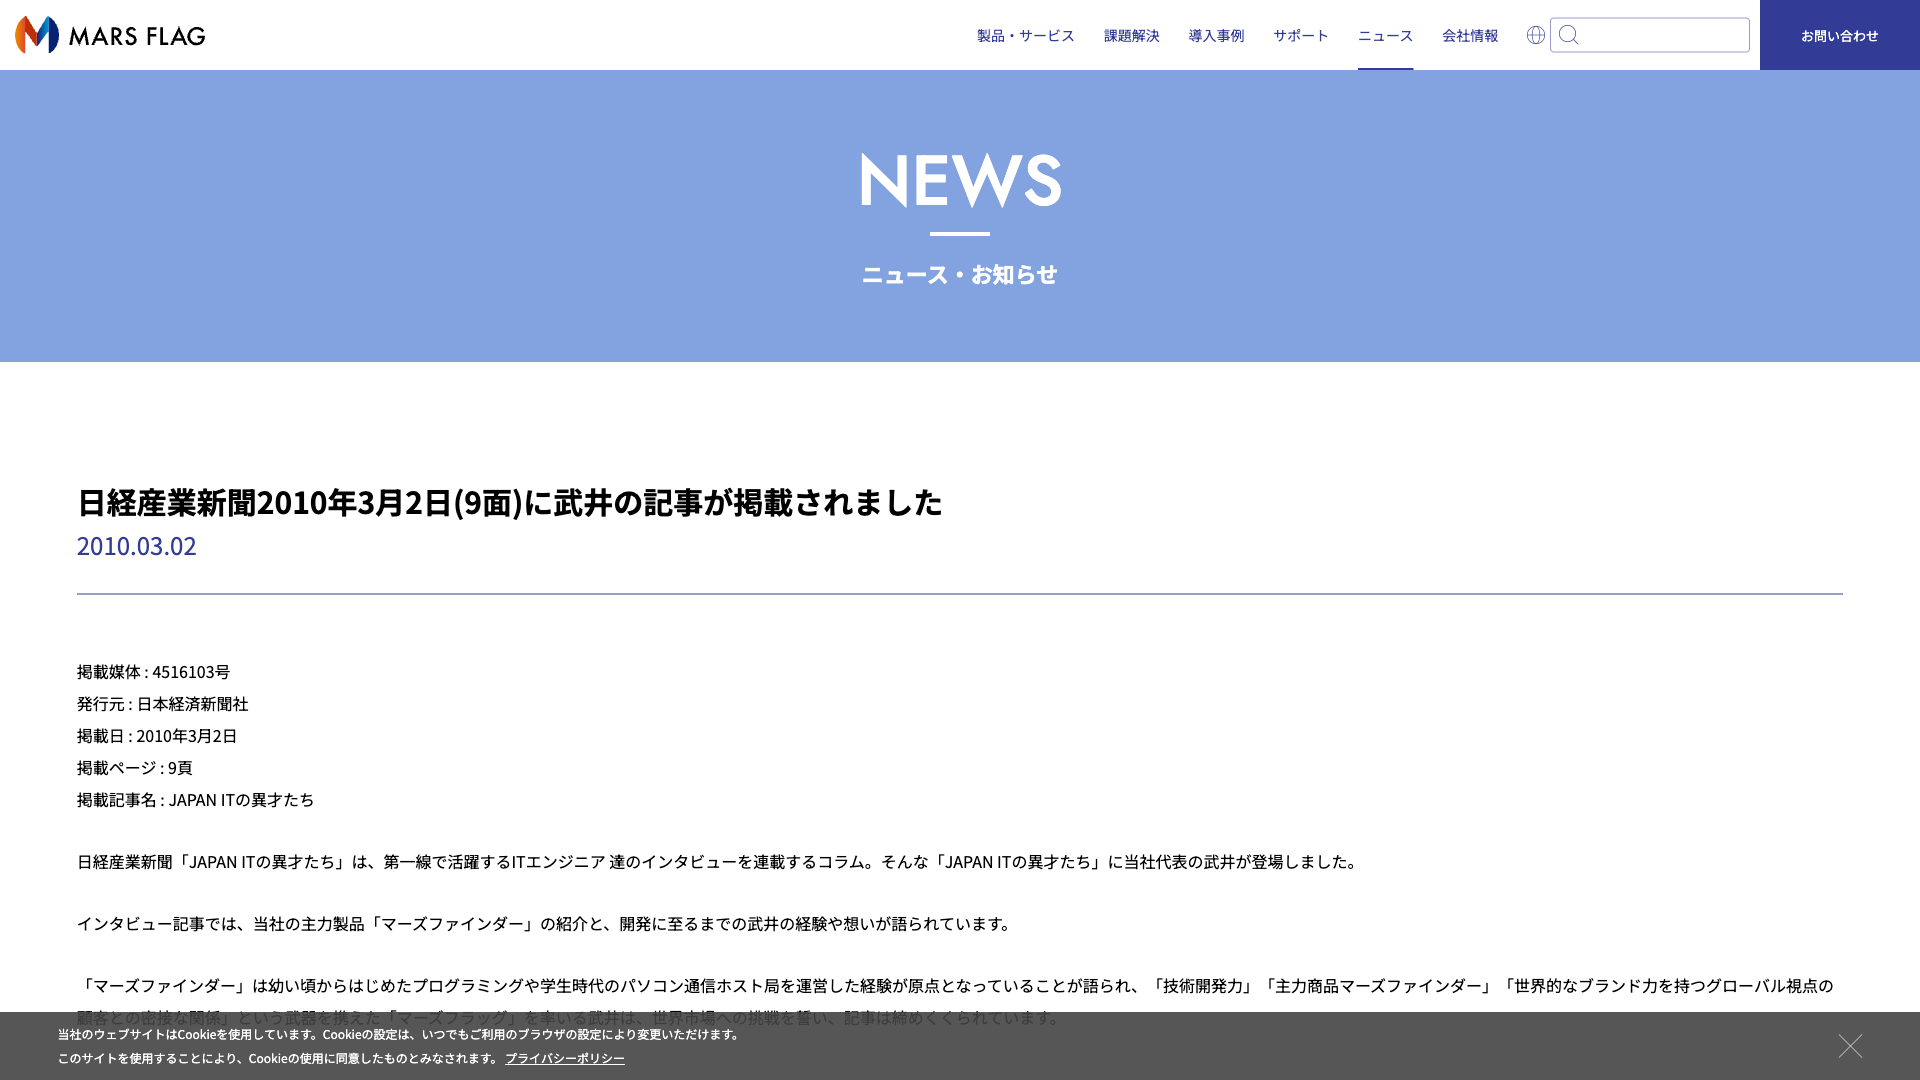 MARS FLAG
製品・サービス 課題解決 導入事例 サポート ニュース 会社情報 お問い合わせ
NEWS
ニュース・お知らせ
日経産業新聞2010年3月2日(9面)に武井の記事が掲載されました
2010.03.02
掲載媒体 : 4516103号
発行元 : 日本経済新聞社
掲載日 : 2010年3月2日
掲載ページ : 9頁
掲載記事名 : JAPAN ITの異才たち
日経産業新聞「JAPAN ITの異才たち」は、第一線で活躍するITエンジニア 達のインタビューを連載するコラム。そんな「JAPAN ITの異才たち」に当社代表の武井が登場しました。
インタビュー記事では、当社の主力製品「マーズファインダー」の紹介と、開発に至るまでの武井の経験や想いが語られています。
「マーズファインダー」は幼い頃からはじめたプログラミングや学生時代のパソコン通信ホスト局を運営した経験が原点となっていることが語られ、「技術開発力」「主力商品マーズファインダー」「世界的なブランド力を持つグローバル視点の
顧客との密接な関係」という武器を携えた「マーズフラッグ」を率いる武井は、世界市場への挑戦を誓い、記事は締めくくられています。
当社のウェブサイトはCookieを使用しています。Cookieの設定は、いつでもご利用のブラウザの設定により変更いただけます。
このサイトを使用することにより、Cookieの使用に同意したものとみなされます。 プライバシーポリシー